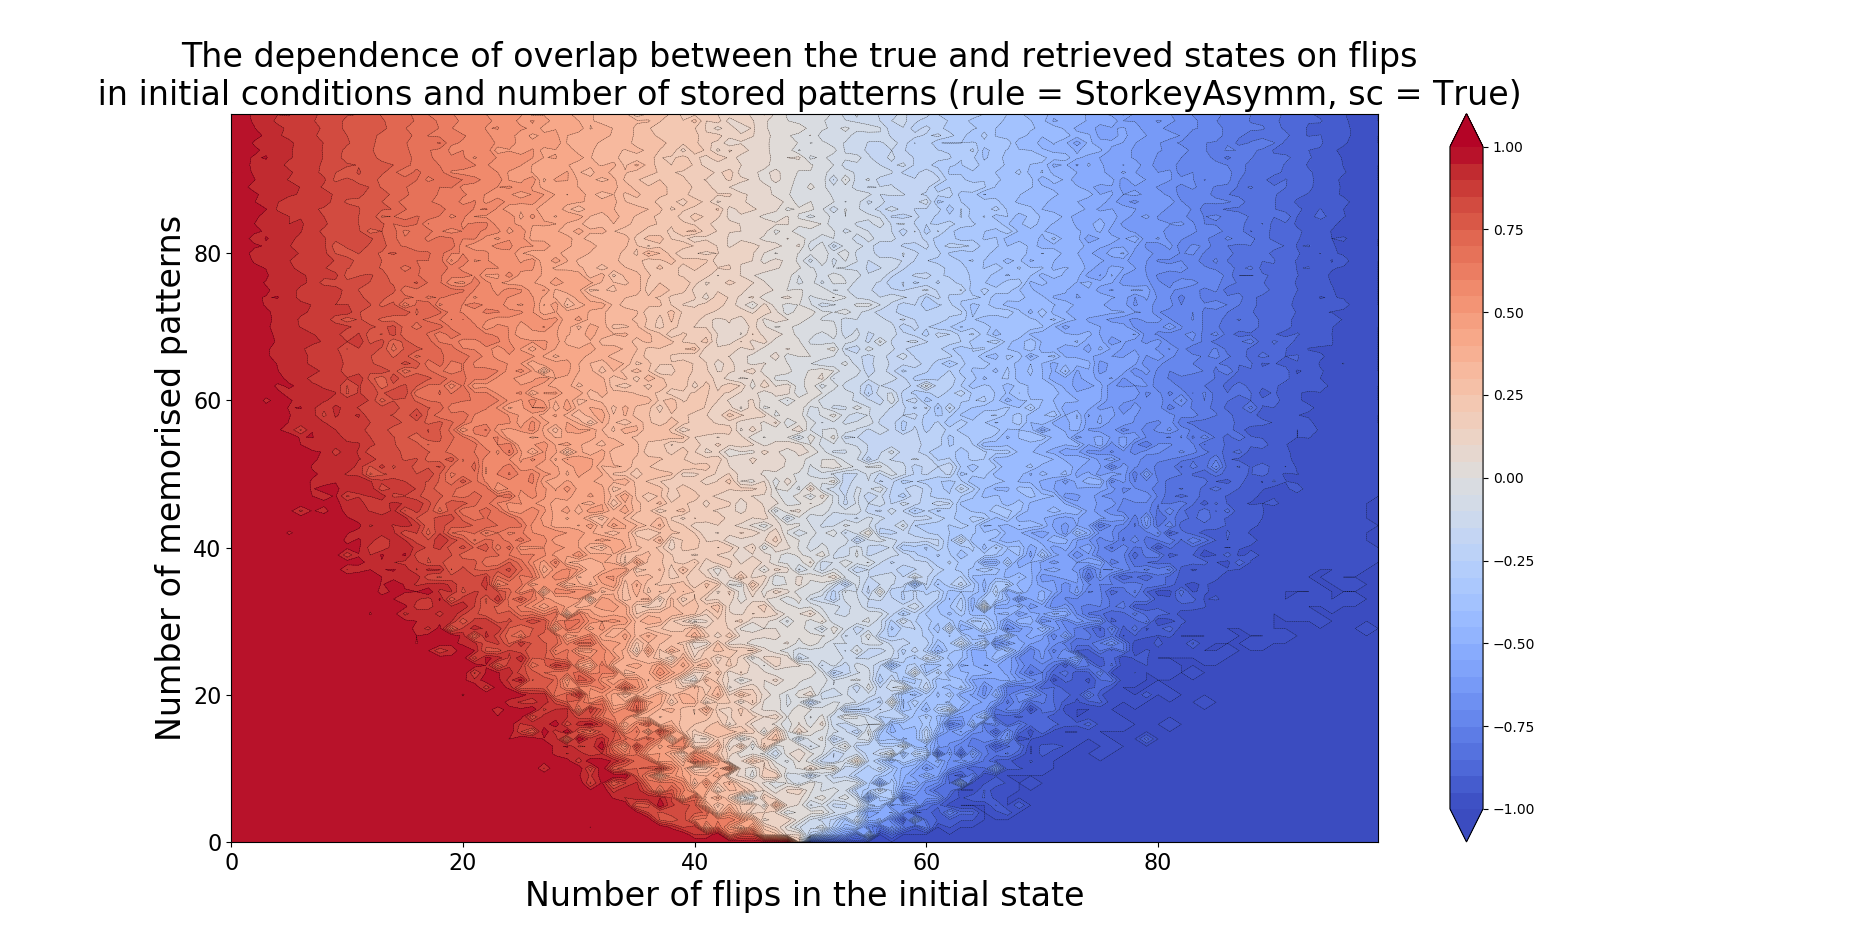 The dependence of overlap between the true and retrieved states on flips
in initial conditions and number of stored patterns (rule = StorkeyAsymm, sc = True)
Number of memorised patterns
80
60
40
20
0
0 20 40 60 80
Number of flips in the initial state
1.00
0.75
0.50
0.25
0.00
−0.25
−0.50
−0.75
−1.00